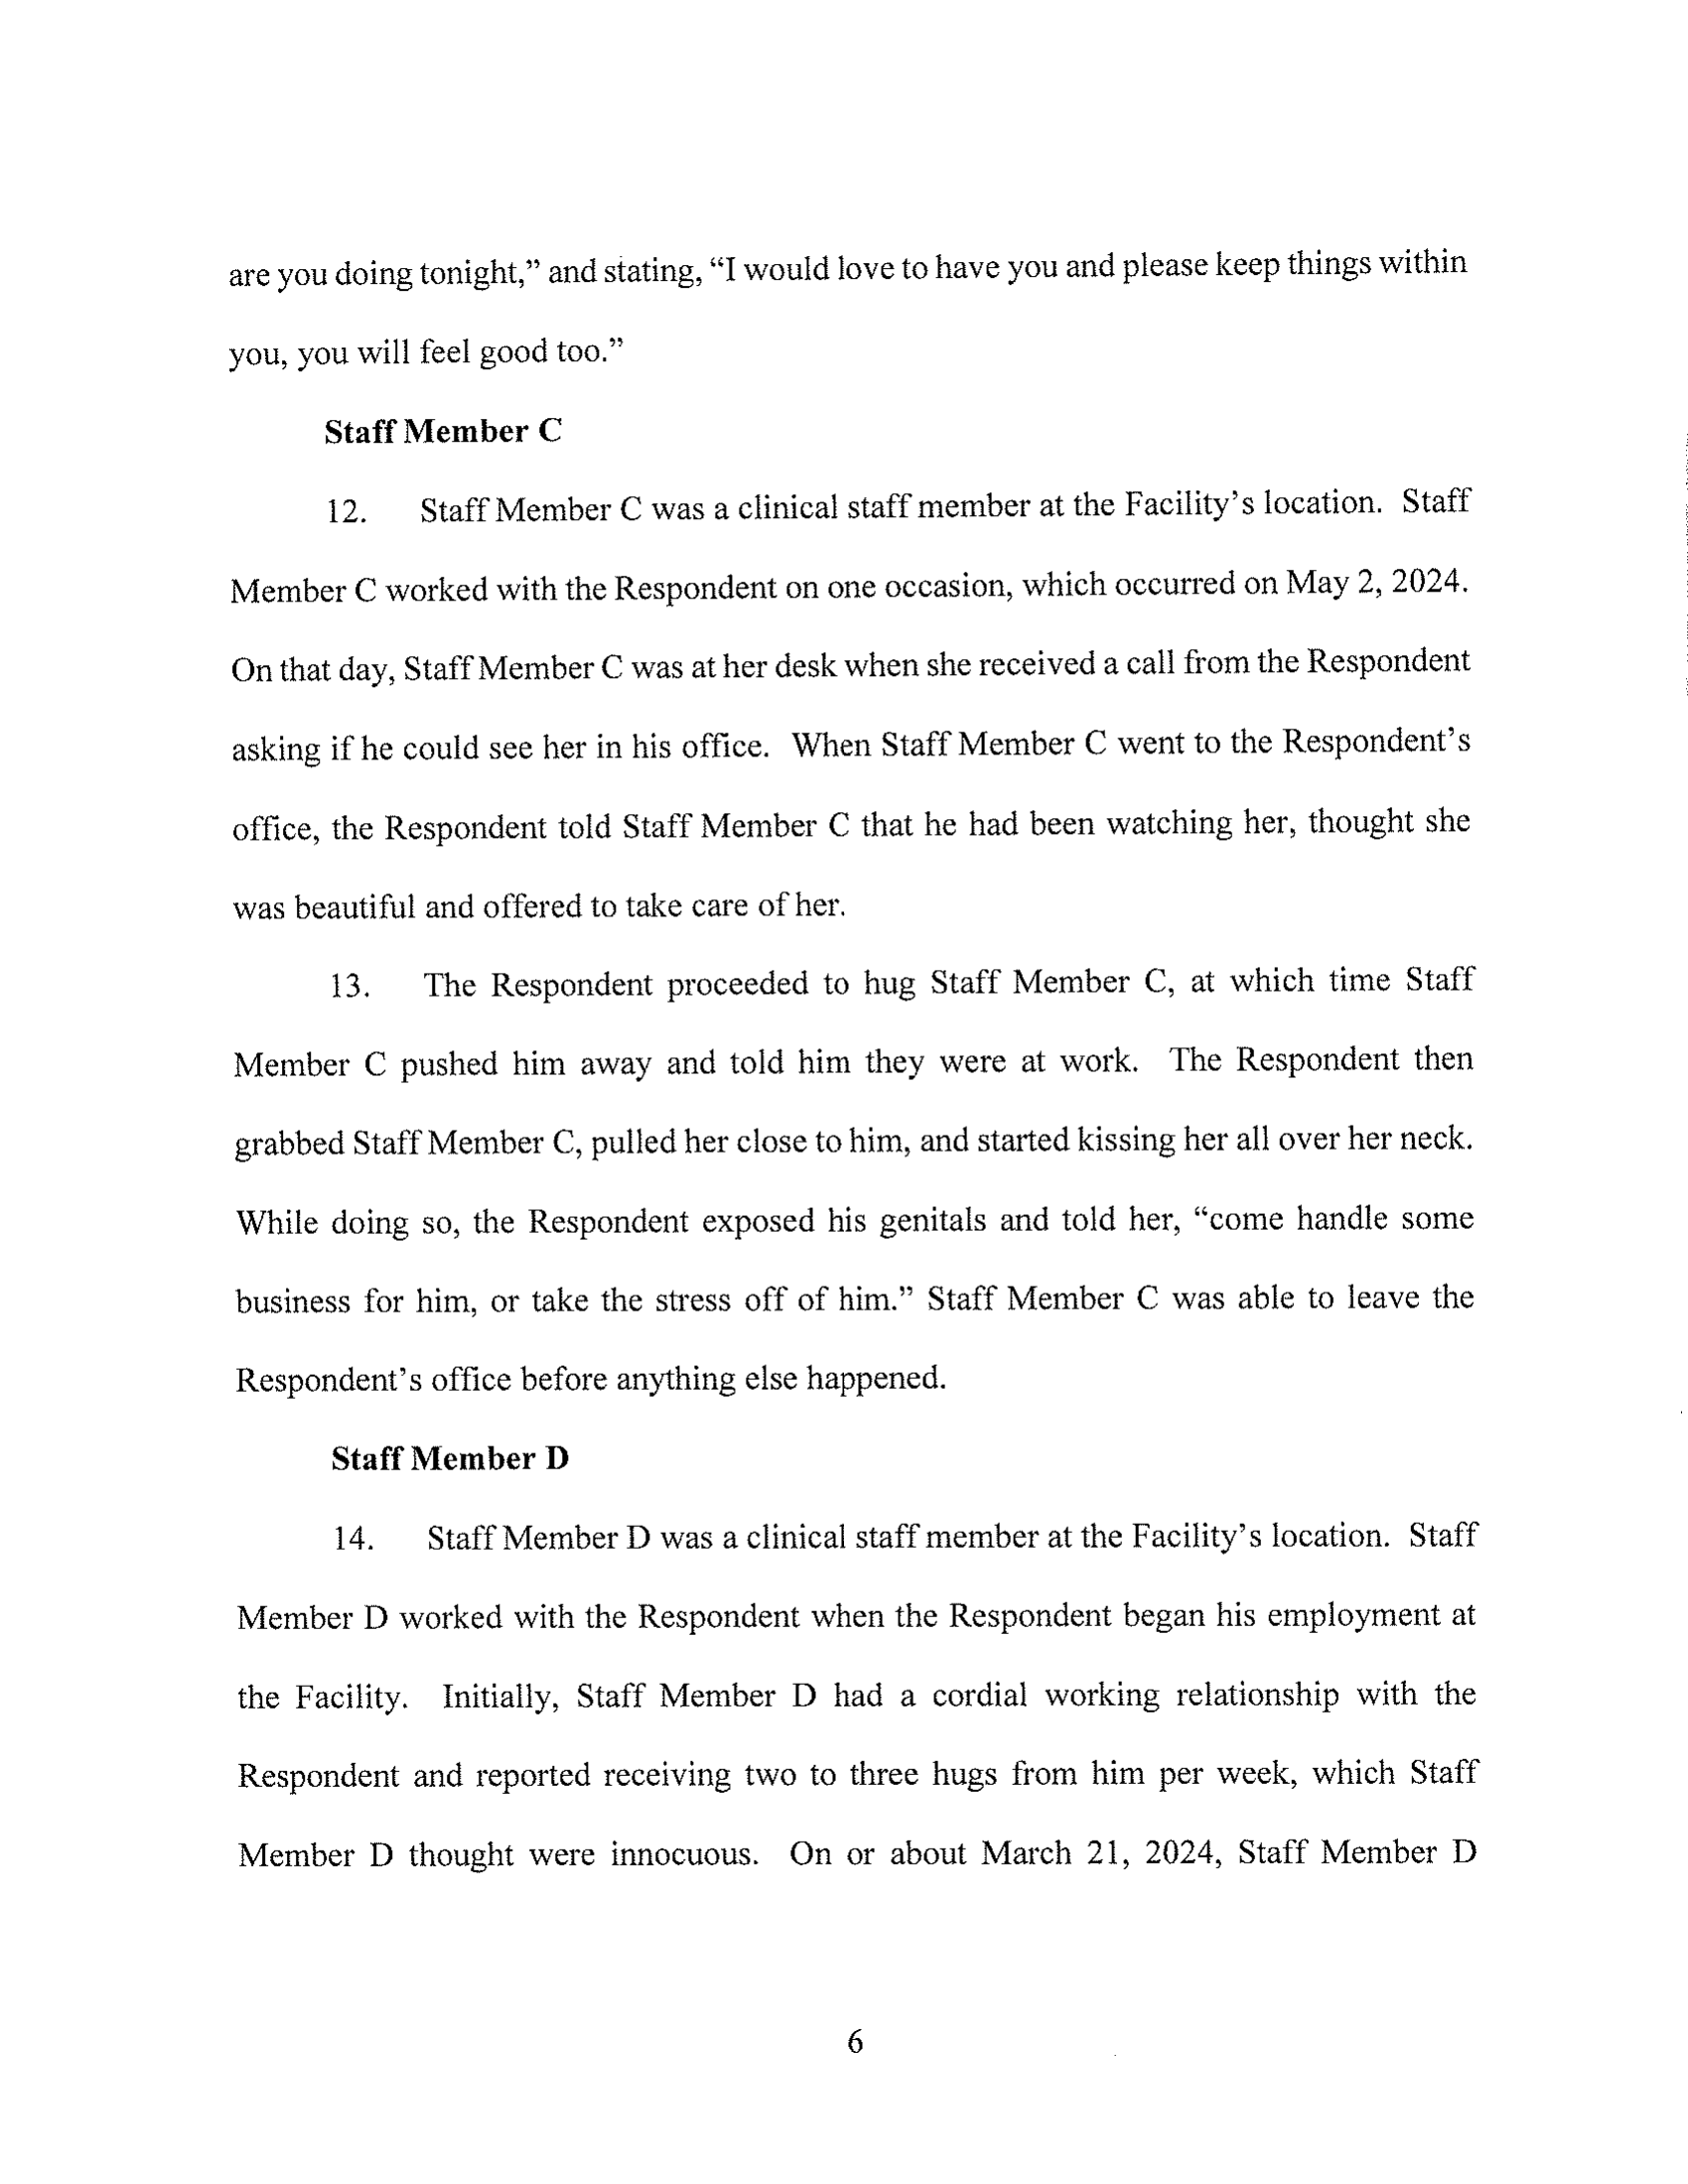 are you doing tonight,” and stating, “I would love to have you and please keep things within
you, you will feel good too.”
Staff Member C
12. Staff Member C was a clinical staff member at the Facility’s location. Staff
Member C worked with the Respondent on one occasion, which occurred on May 2, 2024.
On that day, Staff Member C was at her desk when she received a call from the Respondent
asking if he could see her in his office. When Staff Member C went to the Respondent’s
office, the Respondent told Staff Member C that he had been watching her, thought she
was beautiful and offered to take care of her.
13. The Respondent proceeded to hug Staff Member C, at which time Staff
Member C pushed him away and told him they were at work. The Respondent then
grabbed Staff Member C, pulled her close to him, and started kissing her all over her neck.
While doing so, the Respondent exposed his genitals and told her, “come handle some
business for him, or take the stress off of him.” Staff Member C was able to leave the
Respondent’s office before anything else happened.
Staff Member D
14. Staff Member D was a clinical staff member at the Facility’s location. Staff
Member D worked with the Respondent when the Respondent began his employment at
the Facility. Initially, Staff Member D had a cordial working relationship with the
Respondent and reported receiving two to three hugs from him per week, which Staff
Member D thought were innocuous. On or about March 21, 2024, Staff Member D
6